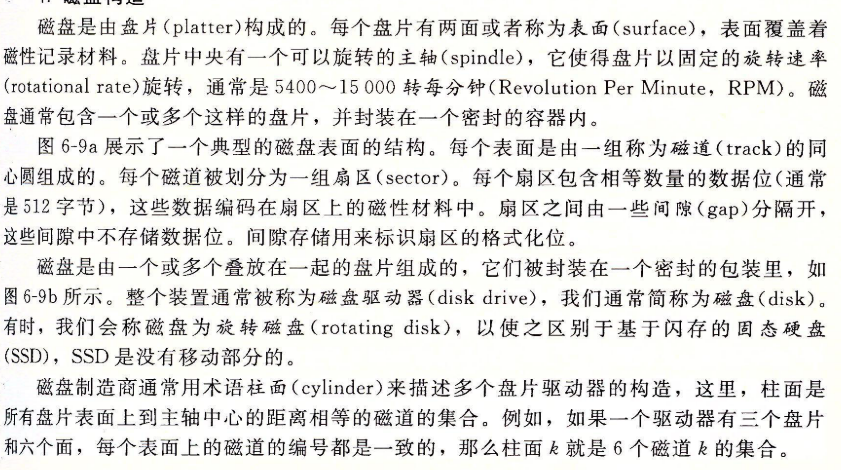 磁盘是由盘片(platter)构成的。每个盘片有两面或者称为表面(surface)，表面覆盖着
磁性记录材料。盘片中央有一个可以旋转的主轴(spindle)，它使得盘片以固定的旋转速率
(rotational rate)旋转，通常是 5400～15 000 转每分钟(Revolution Per Minute，RPM)。磁
盘通常包含一个或多个这样的盘片，并封装在一个密封的容器内。
图 6-9a 展示了一个典型的磁盘表面的结构。每个表面是由一组称为磁道(track)的同
心圆组成的。每个磁道被划分为一组扇区(sector)。每个扇区包含相等数量的数据位(通常
是 512 字节)，这些数据编码在扇区上的磁性材料中。扇区之间由一些间隙(gap)分隔开，
这些间隙中不存储数据位。间隙存储用来标识扇区的格式化位。
磁盘是由一个或多个叠放在一起的盘片组成的，它们被封装在一个密封的包装里，如
图 6-9b 所示。整个装置通常被称为磁盘驱动器(disk drive)，我们通常简称为磁盘(disk)。
有时，我们会称磁盘为旋转磁盘(rotating disk)，以使之区别于基于闪存的固态硬盘
(SSD)，SSD 是没有移动部分的。
磁盘制造商通常用术语柱面(cylinder)来描述多个盘片驱动器的构造，这里，柱面是
所有盘片表面上到主轴中心的距离相等的磁道的集合。例如，如果一个驱动器有三个盘片
和六个面，每个表面上的磁道的编号都是一致的，那么柱面 k 就是 6 个磁道 k 的集合。